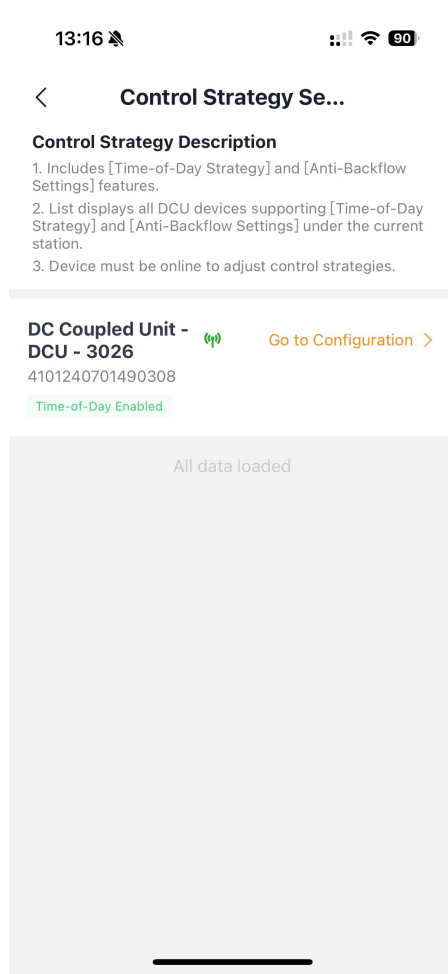 13:16
90
Control Strategy Se...
Control Strategy Description
1. Includes [Time-of-Day Strategy] and [Anti-Backflow
Settings] features.
2. List displays all DCU devices supporting [Time-of-Day
Strategy] and [Anti-Backflow Settings] under the current
station.
3. Device must be online to adjust control strategies.
DC Coupled Unit -
DCU - 3026
Go to Configuration
4101240701490308
Time-of-Day Enabled
All data loaded